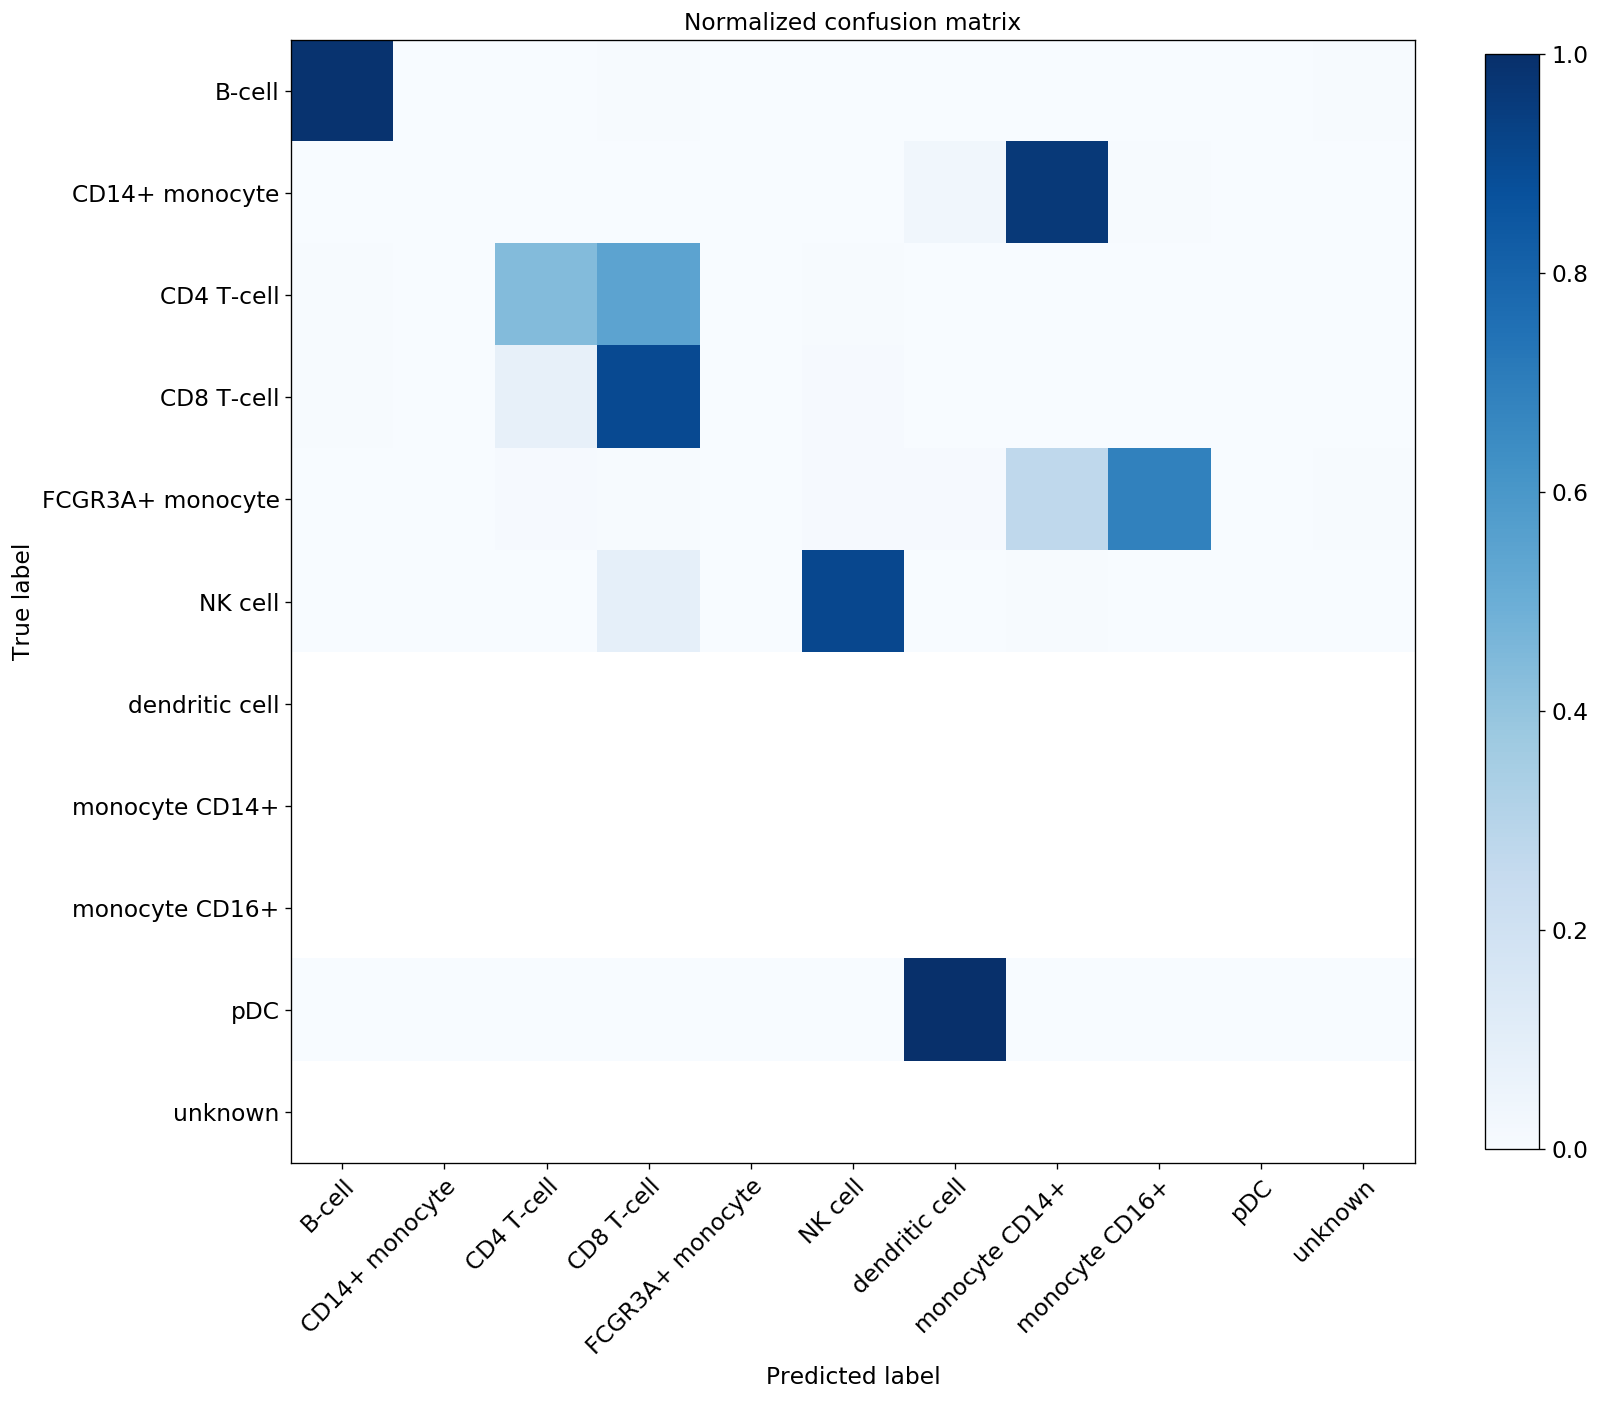 Normalized confusion matrix
True label
B-cell
CD14+ monocyte
CD4 T-cell
CD8 T-cell
FCGR3A+ monocyte
NK cell
dendritic cell
monocyte CD14+
monocyte CD16+
pDC
unknown
B-cell
CD14+ monocyte
CD4 T-cell
CD8 T-cell
FCGR3A+ monocyte
NK cell
dendritic cell
monocyte CD14+
monocyte CD16+
pDC
unknown
Predicted label
1.0
0.8
0.6
0.4
0.2
0.0